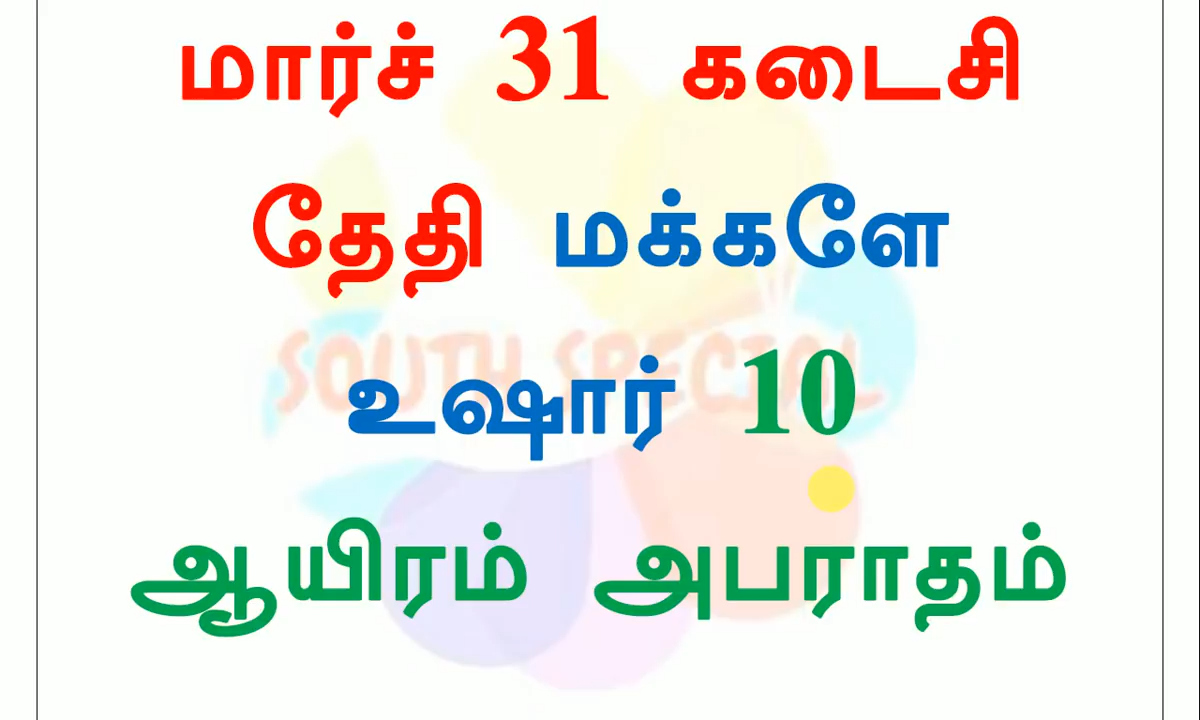 மார்ச் 31 கடைசி
தேதி மக்களே
SOUTH SPECIAL
உஷார் 10
ஆயிரம் அபராதம்